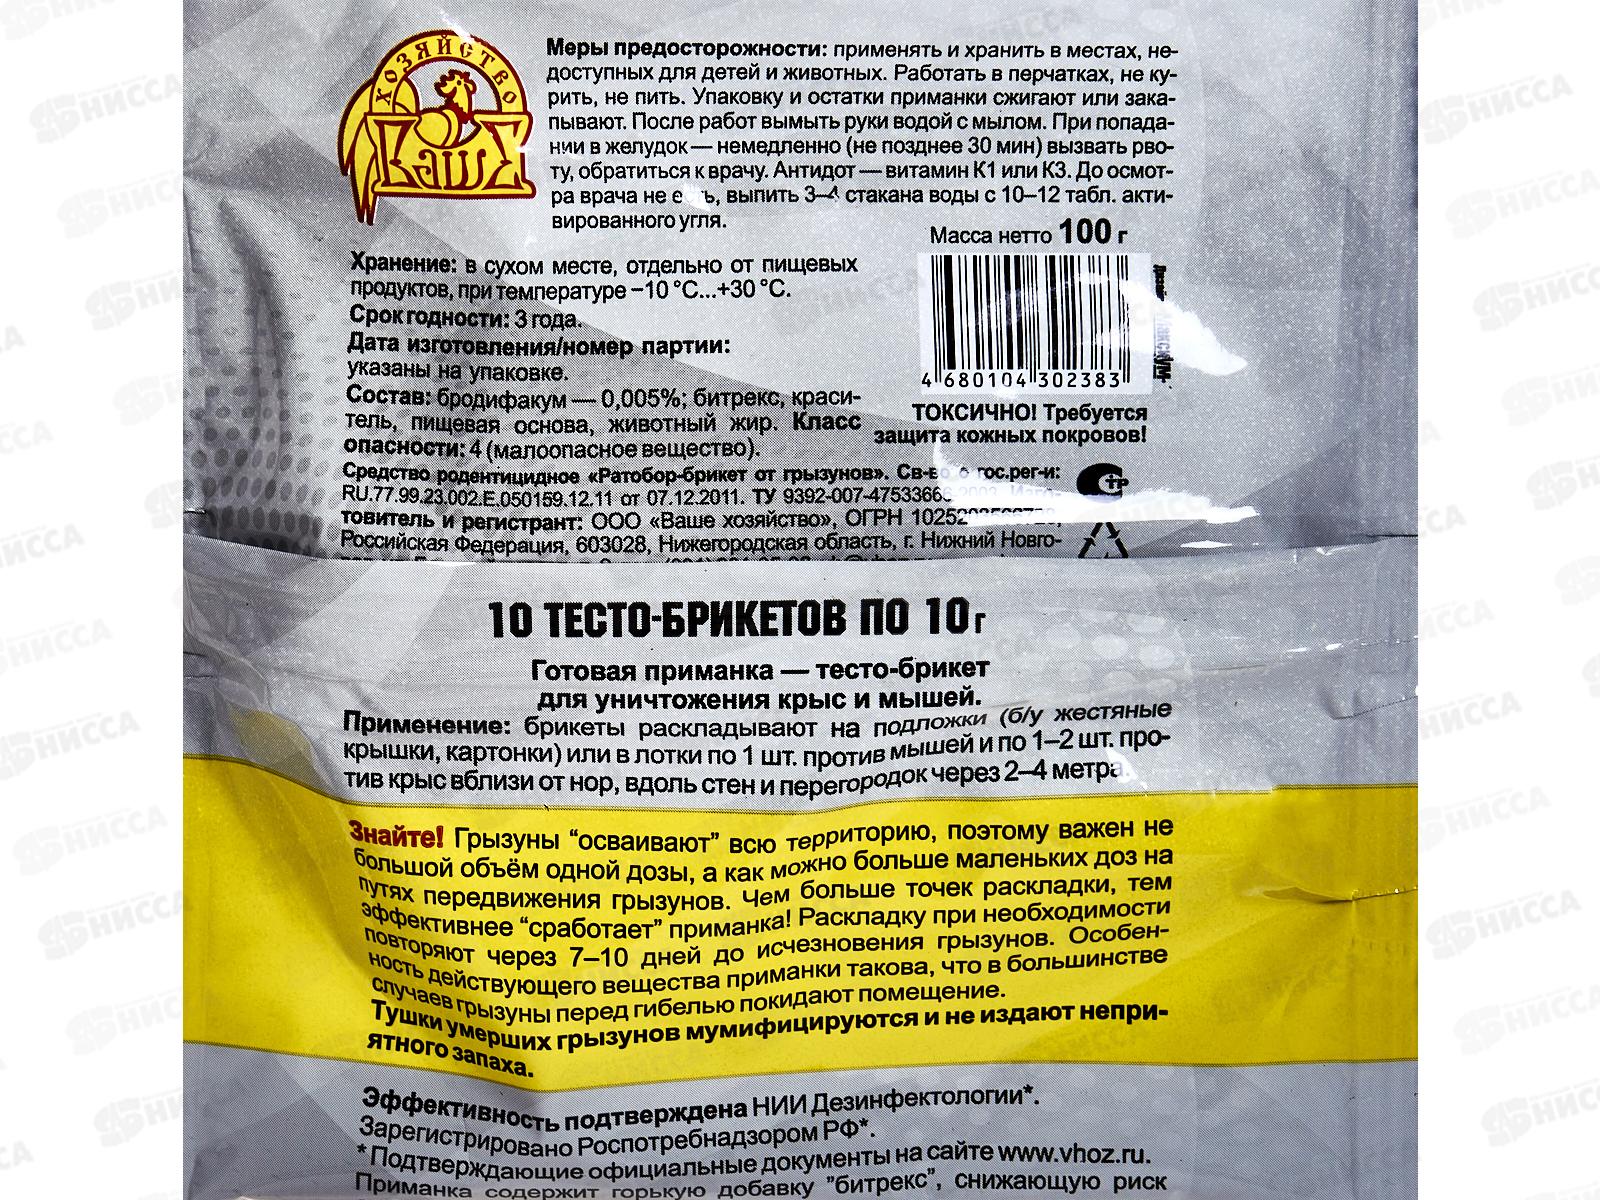 ХОЗЯЙСТВО
ВАШЕ
Меры предосторожности: применять и хранить в местах, не-
доступных для детей и животных. Работать в перчатках, не ку-
рить, не пить. Упаковку и остатки приманки сжигают или зака-
пывают. После работ вымыть руки водой с мылом. При попада-
нии в желудок — немедленно (не позднее 30 мин) вызвать рво-
ту, обратиться к врачу. Антидот — витамин К1 или К3. До осмот-
ра врача не есть, выпить 3–4 стакана воды с 10–12 табл. акти-
вированного угля.
Масса нетто 100 г
Хранение: в сухом месте, отдельно от пищевых
продуктов, при температуре –10 °С...+30 °С.
Срок годности: 3 года.
Дата изготовления/номер партии:
указаны на упаковке.
Состав: бродифакум — 0,005%; битрекс, краси-
тель, пищевая основа, животный жир. Класс
опасности: 4 (малоопасное вещество).
4 680104 302383
ТОКСИЧНО! Требуется
защита кожных покровов!
Средство родентицидное «Ратобор-брикет от грызунов». Св-во о гос.рег-и:
RU.77.99.23.002.Е.050159.12.11 от 07.12.2011. ТУ 9392-007-
товитель и регистрант: ООО «Ваше хозяйство», ОГРН
Российская Федерация, 603028, Нижегородская область, г. Нижний Новго-
10 ТЕСТО-БРИКЕТОВ ПО 10 г
Готовая приманка — тесто-брикет
для уничтожения крыс и мышей.
Применение: брикеты раскладывают на подложки (б/у жестяные
крышки, картонки) или в лотки по 1 шт. против мышей и по 1–2 шт. про-
тив крыс вблизи от нор, вдоль стен и перегородок через 2–4 метра.
Знайте! Грызуны “осваивают” всю территорию, поэтому важен не
большой объём одной дозы, а как можно больше маленьких доз на
путях передвижения грызунов. Чем больше точек раскладки, тем
эффективнее “сработает” приманка! Раскладку при необходимости
повторяют через 7–10 дней до исчезновения грызунов. Особен-
ность действующего вещества приманки такова, что в большинстве
случаев грызуны перед гибелью покидают помещение.
Тушки умерших грызунов мумифицируются и не издают непри-
ятного запаха.
Эффективность подтверждена НИИ Дезинфектологии*.
Зарегистрировано Роспотребнадзором РФ*.
*Подтверждающие официальные документы на сайте www.vhoz.ru.
Приманка содержит горькую добавку "битрекс", снижающую риск
НИССА